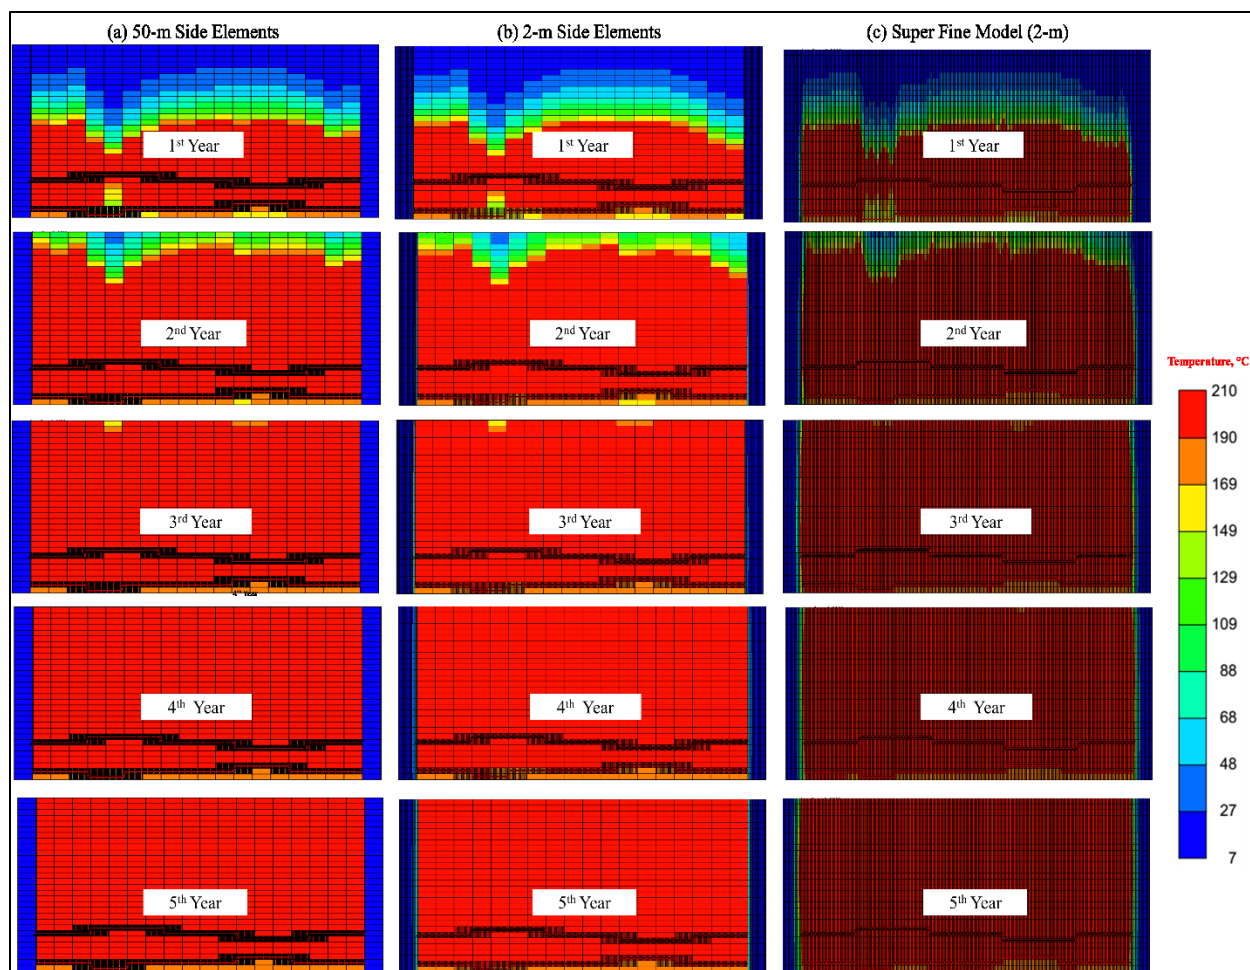 (a) 50-m Side Elements
(b) 2-m Side Elements
(c) Super Fine Model (2-m)
1st Year
1st Year
1st Year
2nd Year
2nd Year
2nd Year
Temperature, °C
210
190
169
149
129
109
88
68
48
27
7
3rd Year
3rd Year
3rd Year
4th Year
4th Year
4th Year
4th Year
5th Year
5th Year
5th Year